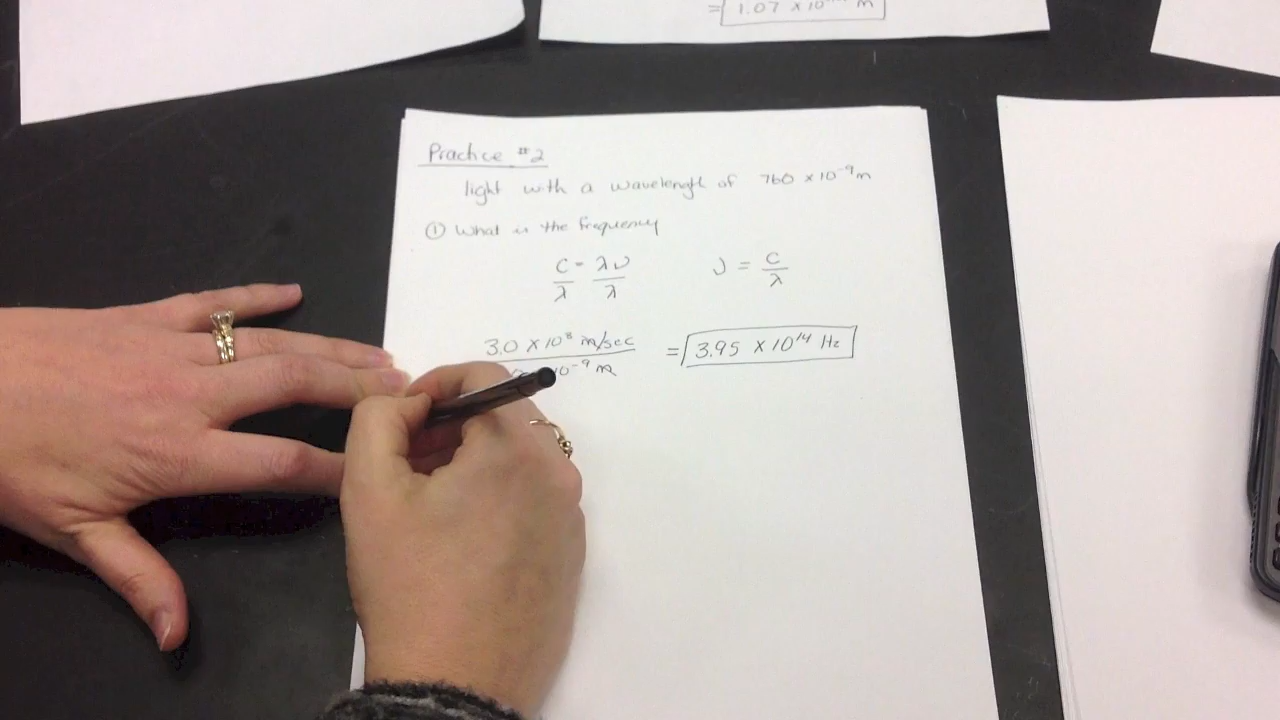 = 1.07 x 10 m
Practice #2
light with a wavelength of 760 x 10⁻⁹ m
① What is the frequency
C = λν
λ λ
ν = C
λ
3.0 x 10⁸ m/sec
10⁻⁹ m
= 3.95 x 10¹⁴ Hz